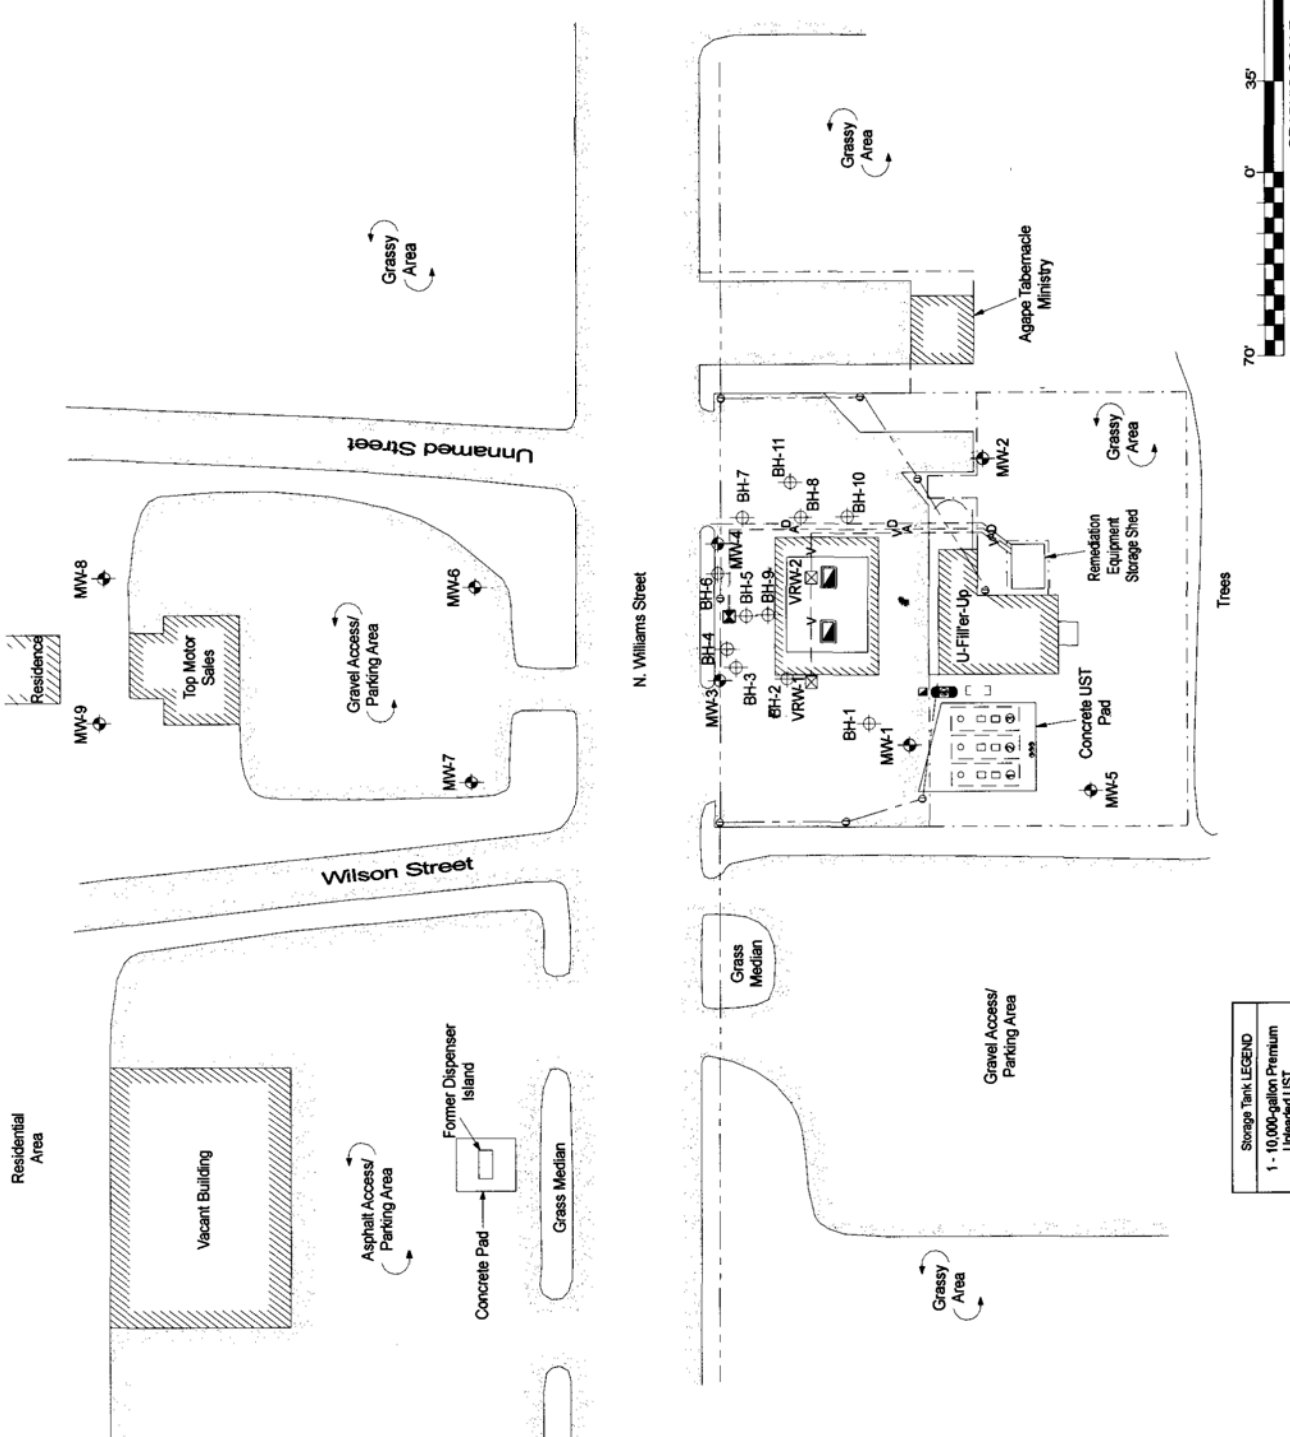 Residential
Area
Vacant Building
Asphalt Access/
Parking Area
Former Dispenser
Island
Concrete Pad
Grass Median
Wilson Street
Residence
MW-9
MW-8
Top Motor
Sales
Gravel Access/
Parking Area
MW-7
MW-6
Unnamed Street
Grassy
Area
N. Williams Street
Grassy
Area
Agape Tabernacle
Ministry
MW-3
BH-4
BH-6
MW-4
BH-7
BH-3
BH-5
BH-2
BH-9
BH-11
VRW-1
VRW-2
BH-8
BH-1
BH-10
V
V
D
A
V
D
A
V
A
D
MW-1
MW-2
U-Fill'er-Up
Concrete UST
Pad
MW-5
Remediation
Equipment
Storage Shed
Grassy
Area
Trees
Grass
Median
Gravel Access/
Parking Area
Grassy
Area
70'
0'
35'
Storage Tank LEGEND
1 - 10,000-gallon Premium
Unleaded UST